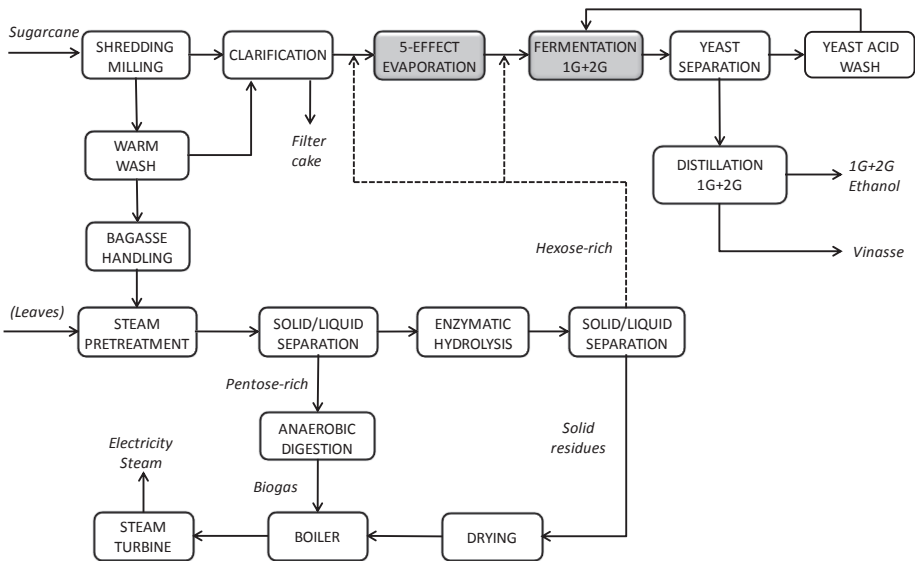 Sugarcane
SHREDDING
MILLING
CLARIFICATION
5-EFFECT
EVAPORATION
FERMENTATION
1G+2G
YEAST
SEPARATION
YEAST ACID
WASH
WARM
WASH
Filter
cake
DISTILLATION
1G+2G
1G+2G
Ethanol
BAGASSE
HANDLING
Hexose-rich
Vinasse
(Leaves)
STEAM
PRETREATMENT
SOLID/LIQUID
SEPARATION
ENZYMATIC
HYDROLYSIS
SOLID/LIQUID
SEPARATION
Pentose-rich
ANAEROBIC
DIGESTION
Solid
residues
Electricity
Steam
Biogas
STEAM
TURBINE
BOILER
DRYING